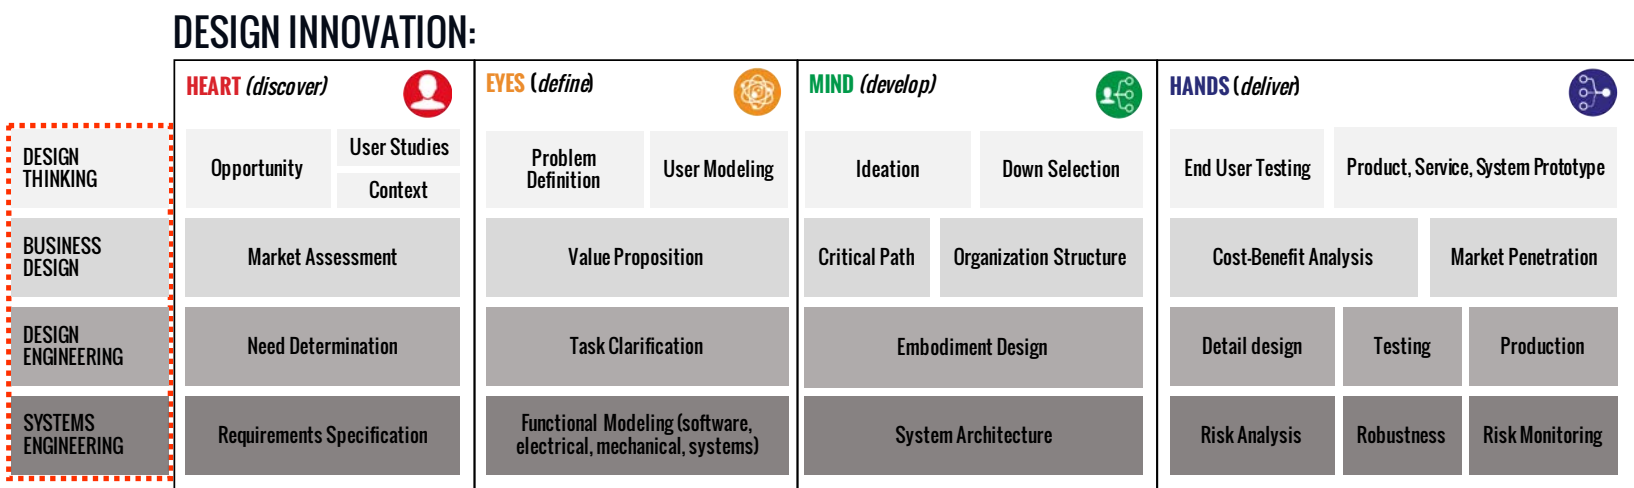 DESIGN INNOVATION:
HEART (discover)
EYES (define)
MIND (develop)
HANDS (deliver)
DESIGN
THINKING
Opportunity
User Studies
Context
Problem
Definition
User Modeling
Ideation
Down Selection
End User Testing
Product, Service, System Prototype
BUSINESS
DESIGN
Market Assessment
Value Proposition
Critical Path
Organization Structure
Cost-Benefit Analysis
Market Penetration
DESIGN
ENGINEERING
Need Determination
Task Clarification
Embodiment Design
Detail design
Testing
Production
SYSTEMS
ENGINEERING
Requirements Specification
Functional Modeling (software,
electrical, mechanical, systems)
System Architecture
Risk Analysis
Robustness
Risk Monitoring